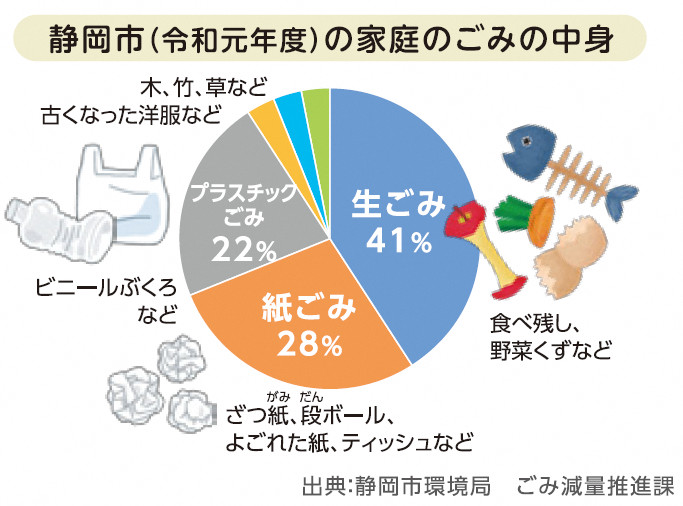 静岡市(令和元年度)の家庭のごみの中身
木、竹、草など
古くなった洋服など
プラスチック
ごみ
22%
生ごみ
41%
ビニールぶくろ
など
紙ごみ
28%
食べ残し、
野菜くずなど
がみ だん
ざつ紙、段ボール、
よごれた紙、ティッシュなど
出典:静岡市環境局 ごみ減量推進課